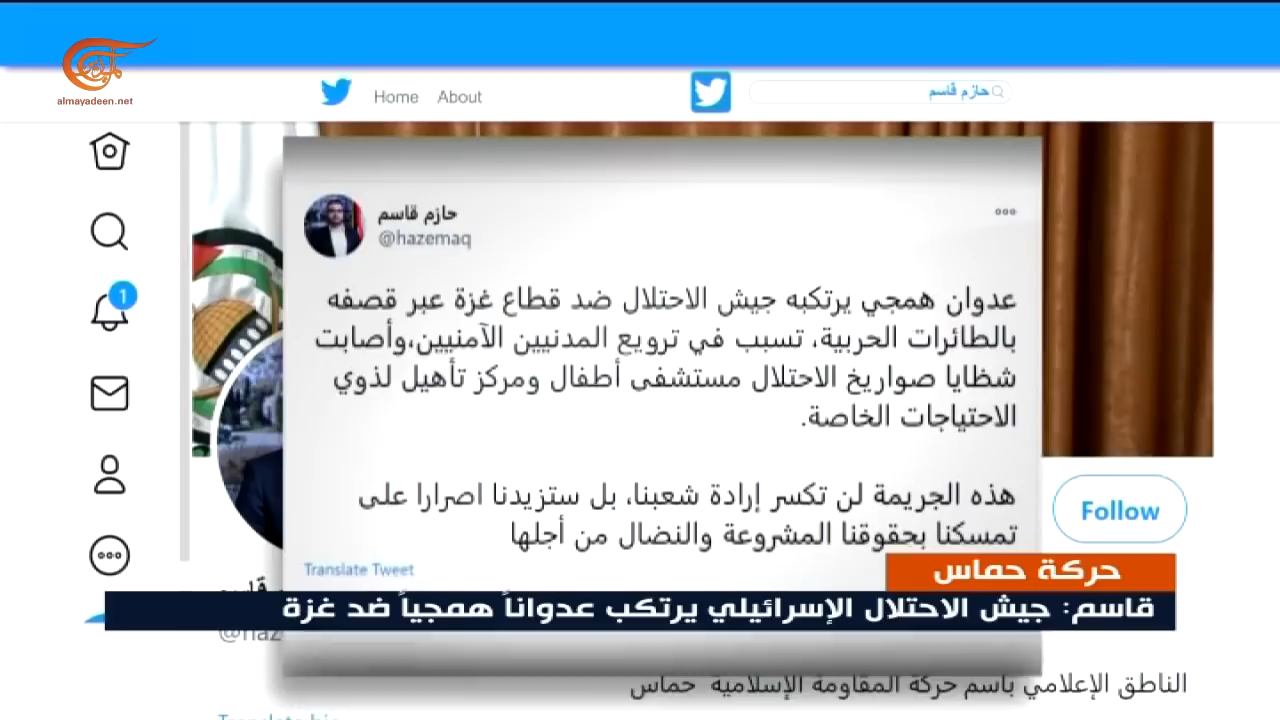 almayadeen.net
Home About
حازم قاسم
حازم قاسم
@hazemaq
عدوان همجي يرتكبه جيش الاحتلال ضد قطاع غزة عبر قصفه
بالطائرات الحربية، تسبب في ترويع المدنيين الآمنيين،وأصابت
شظايا صواريخ الاحتلال مستشفى أطفال ومركز تأهيل لذوي
الاحتياجات الخاصة.
هذه الجريمة لن تكسر إرادة شعبنا، بل ستزيدنا اصرارا على
تمسكنا بحقوقنا المشروعة والنضال من أجلها
Translate Tweet
1
Follow
حركة حماس
قاسم: جيش الاحتلال الإسرائيلي يرتكب عدواناً همجياً ضد غزة
الناطق الإعلامي باسم حركة المقاومة الإسلامية حماس